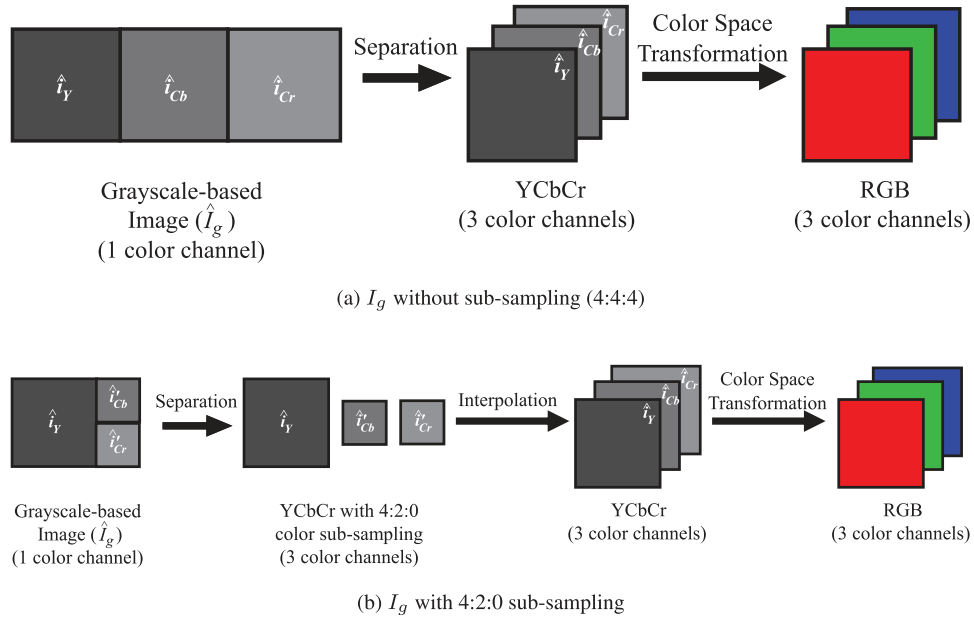 î_Y î_Cb î_Cr
Separation
î_Cr
î_Cb
î_Y
Color Space
Transformation
Grayscale-based
Image (Î_g)
(1 color channel)
YCbCr
(3 color channels)
RGB
(3 color channels)
(a) I_g without sub-sampling (4:4:4)
î_Y
î'_Cb
î'_Cr
Separation
î_Y î'_Cb î'_Cr
Interpolation
î_Cr
î_Cb
î_Y
Color Space
Transformation
Grayscale-based
Image (Î_g)
(1 color channel)
YCbCr with 4:2:0
color sub-sampling
(3 color channels)
YCbCr
(3 color channels)
RGB
(3 color channels)
(b) I_g with 4:2:0 sub-sampling